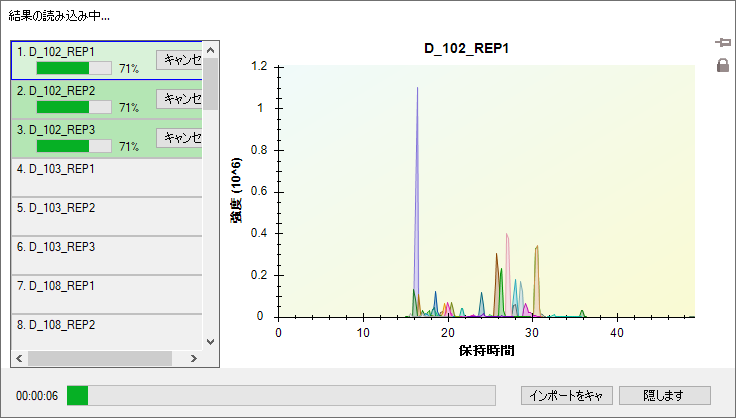 結果の読み込み中...
1. D_102_REP1
71%
キャンセ
2. D_102_REP2
71%
キャンセ
3. D_102_REP3
71%
キャンセ
4. D_103_REP1
5. D_103_REP2
6. D_103_REP3
7. D_108_REP1
8. D_108_REP2
D_102_REP1
1.2
1
0.8
0.6
0.4
0.2
0
強度 (10^6)
0 10 20 30 40
保持時間
00:00:06
インポートをキャ
隠します